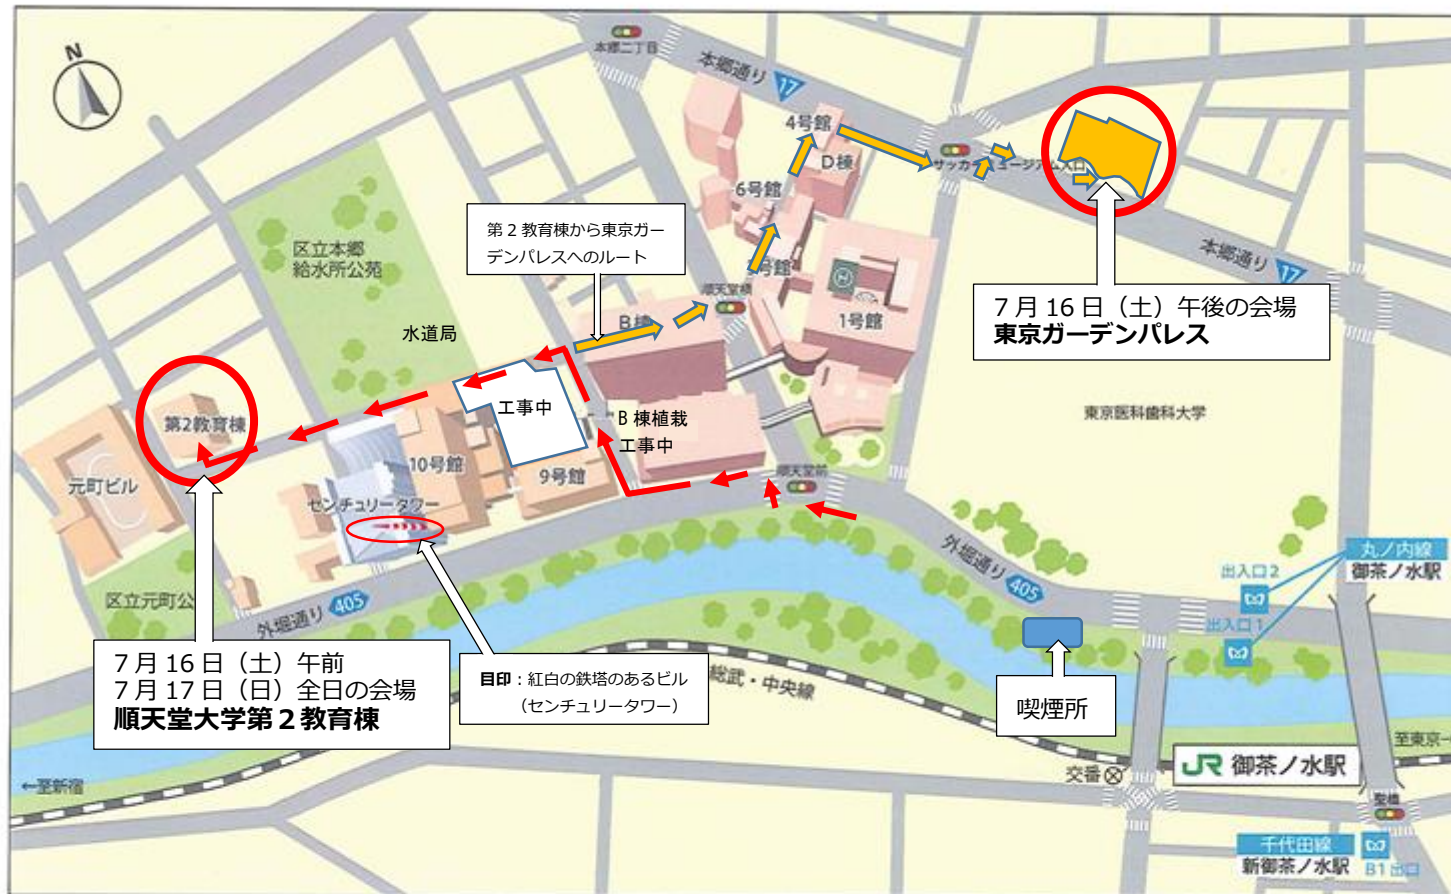 N
本郷二丁目
本郷通り 17
4号館
D棟
サッカーミュージアム入口
6号館
第２教育棟から東京ガー
デンパレスへのルート
区立本郷
給水所公苑
号館
順天堂横
本郷通り 17
7月16日（土）午後の会場
東京ガーデンパレス
B棟
1号館
水道局
工事中
B棟植栽
工事中
東京医科歯科大学
第2教育棟
10号館
9号館
順天堂前
元町ビル
センチュリータワー
外堀通り 405
丸ノ内線
御茶ノ水駅
出入口2
出入口1
区立元町公
外堀通り 405
7月16日（土）午前
7月17日（日）全日の会場
順天堂大学第２教育棟
目印：紅白の鉄塔のあるビル
（センチュリータワー）
総武・中央線
喫煙所
至東京→
JR 御茶ノ水駅
交番
←至新宿
聖橋
千代田線
新御茶ノ水駅
B1出口